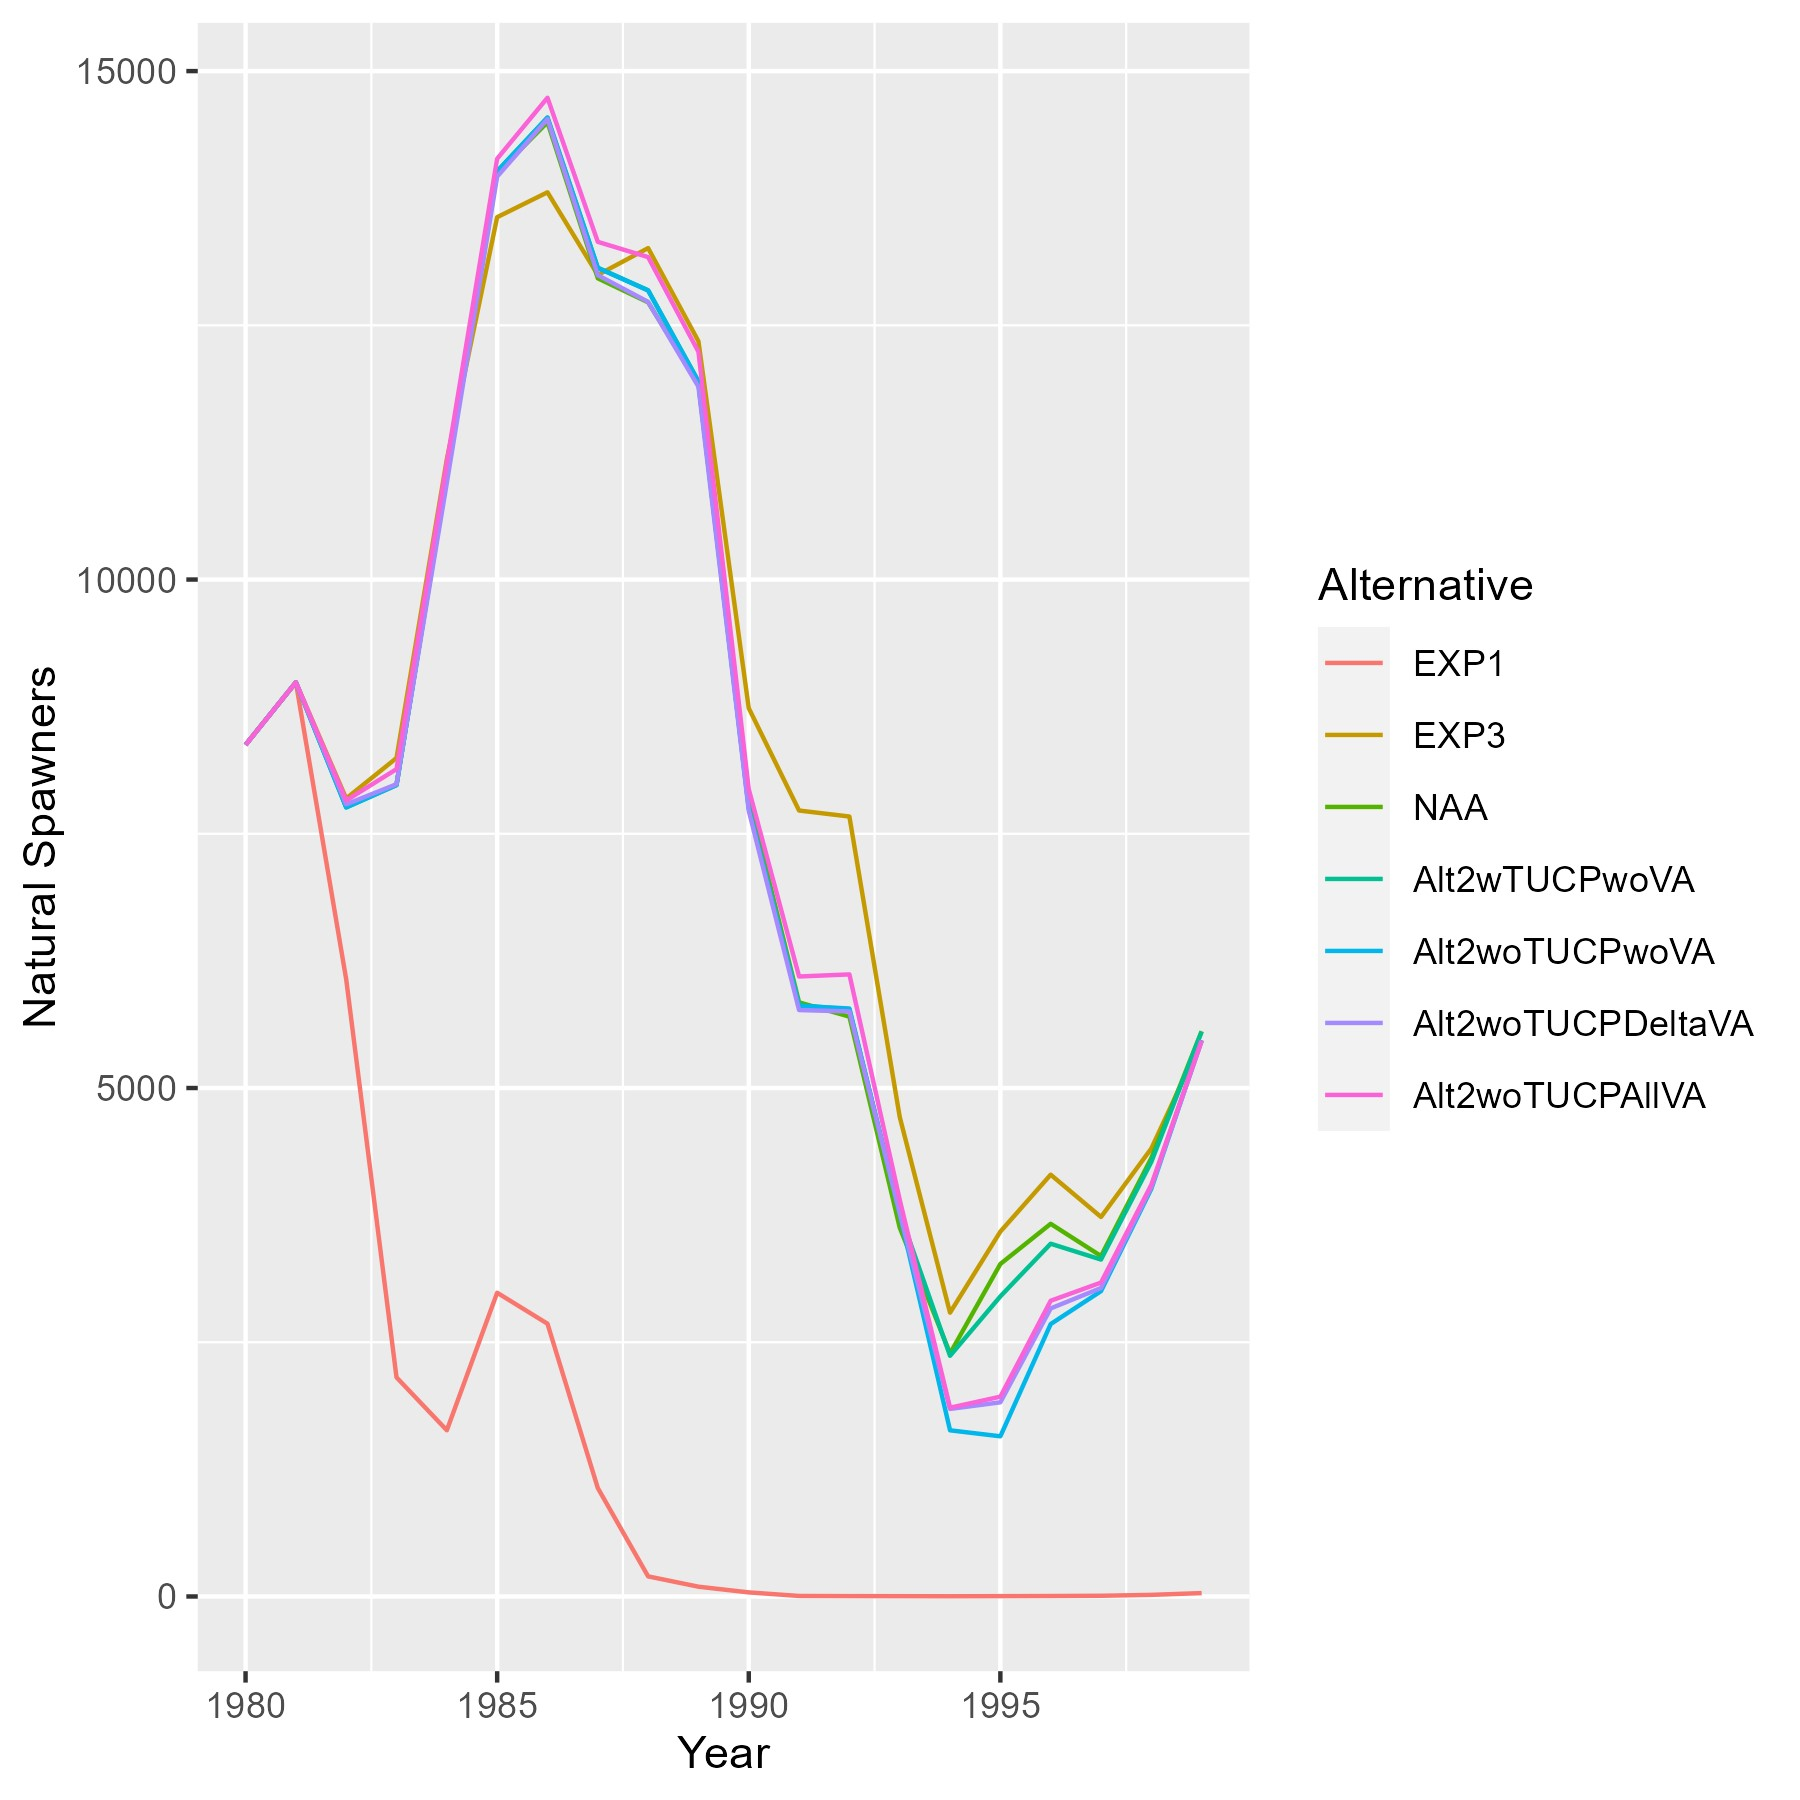 15000
10000
5000
0
Natural Spawners
1980 1985 1990 1995
Year
Alternative
EXP1
EXP3
NAA
Alt2wTUCPwoVA
Alt2woTUCPwoVA
Alt2woTUCPDeltaVA
Alt2woTUCPAllVA